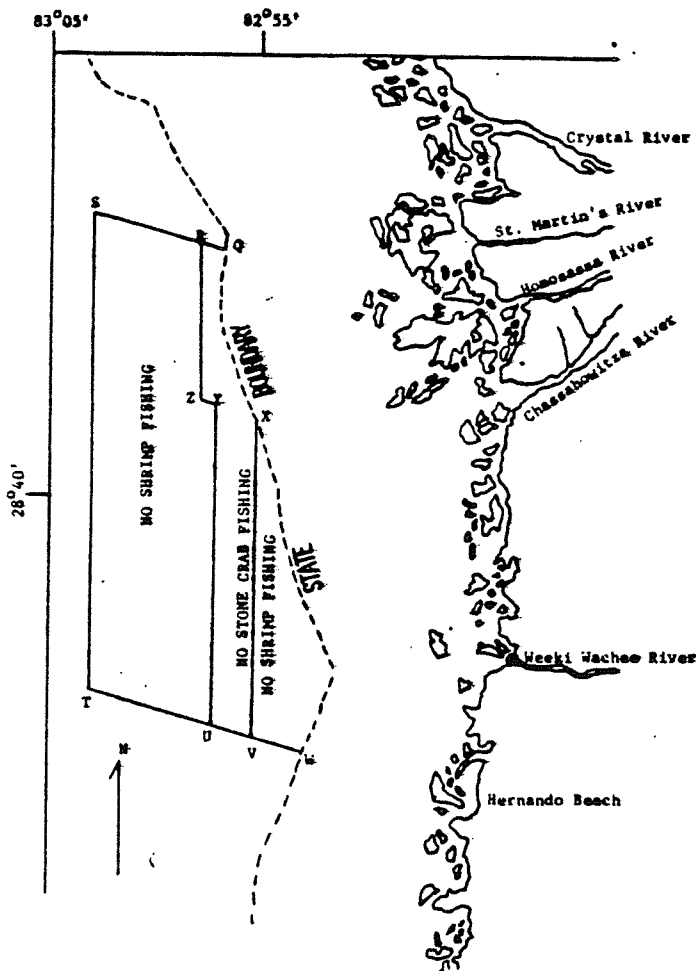 83°05'
82°55'
Crystal River
St. Martin's River
Homosassa River
Chassahowitza River
S
R
Q
BOUNDARY
Z
Y
X
NO SHRIMP FISHING
28°40'
NO STONE CRAB FISHING
NO SHRIMP FISHING
STATE
Weeki Wachee River
T
U
V
W
N
Hernando Beach